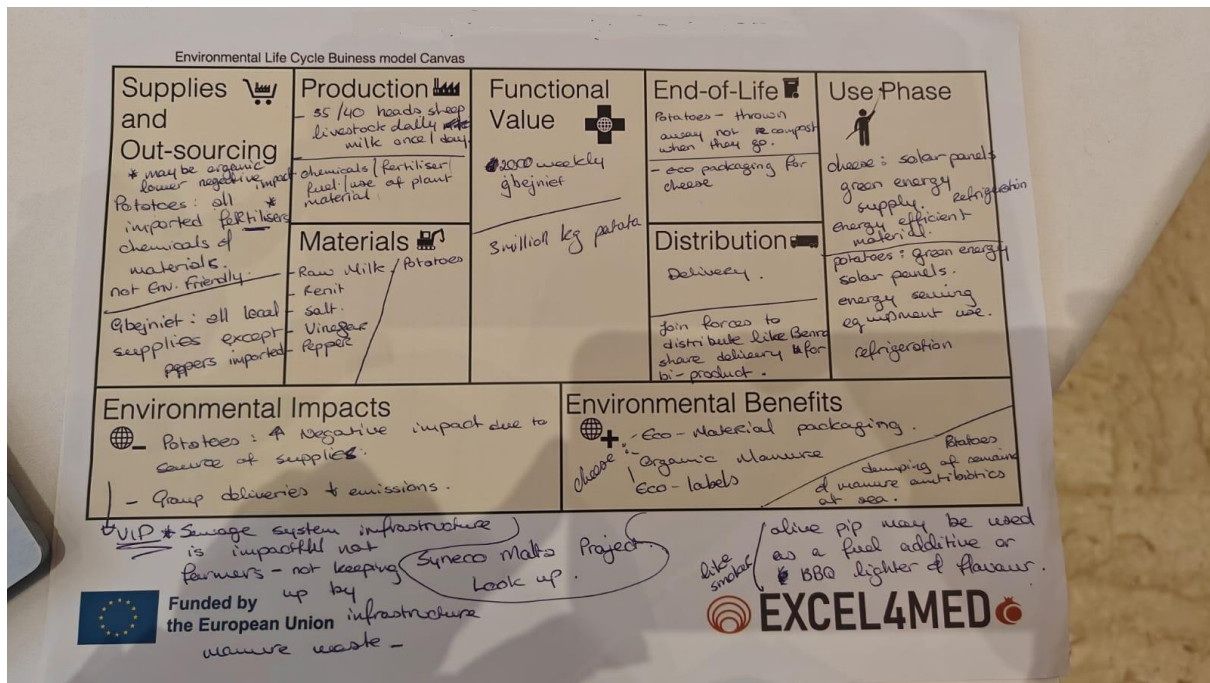 Environmental Life Cycle Buiness model Canvas
Supplies
and
Out-sourcing
* maybe organic
lower negative impact
Potatoes: all *
imported fertilisers
chemicals of
materials.
not Env. Friendly.
Gbejniet: all local
supplies except
peppers imported
Production
- 35/40 heads sheep
livestock daily
milk once/day.
chemicals/fertiliser/
fuel/use of plant
material
Materials
- Raw Milk / Potatoes
- Renit
- Salt.
- Vinegar
- Peppers
Functional
Value
2000 weekly
gbejniet
3 million kg patata
End-of-Life
Potatoes - thrown
away not compost
when they go.
- eco packaging for
cheese
Distribution
Delivery.
Join forces to
distribute like Benna
share delivery for
bi-product.
Use Phase
cheese: solar panels
green energy
supply. refrigeration
energy efficient
material.
potatoes: green energy
solar panels.
energy saving
equipment use.
refrigeration
Environmental Impacts
- Potatoes: Negative impact due to
source of supplies.
- Group deliveries emissions.
Environmental Benefits
cheese
- Eco-Material packaging.
Organic Manure
Eco-labels
Potatoes
dumping of remains
of manure antibiotics
at sea.
* VIP * Sewage system infrastructure
is impactful not
farmers - not keeping
up by
infrastructure
manure waste -
Syneco Malta Project.
Look up.
like
smoker
olive pip may be used
as a fuel additive or
BBQ lighter & flavour.
Funded by
the European Union
EXCEL4MED